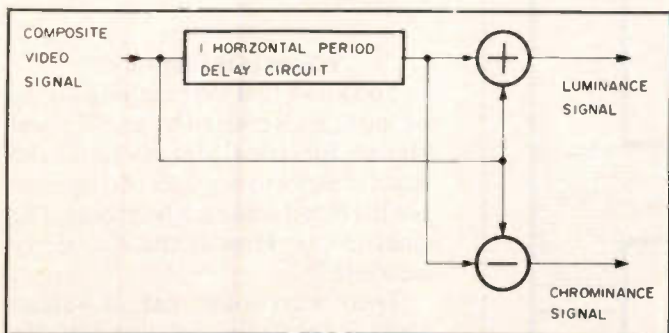 COMPOSITE
VIDEO
SIGNAL
1 HORIZONTAL PERIOD
DELAY CIRCUIT
+
LUMINANCE
SIGNAL
−
CHROMINANCE
SIGNAL